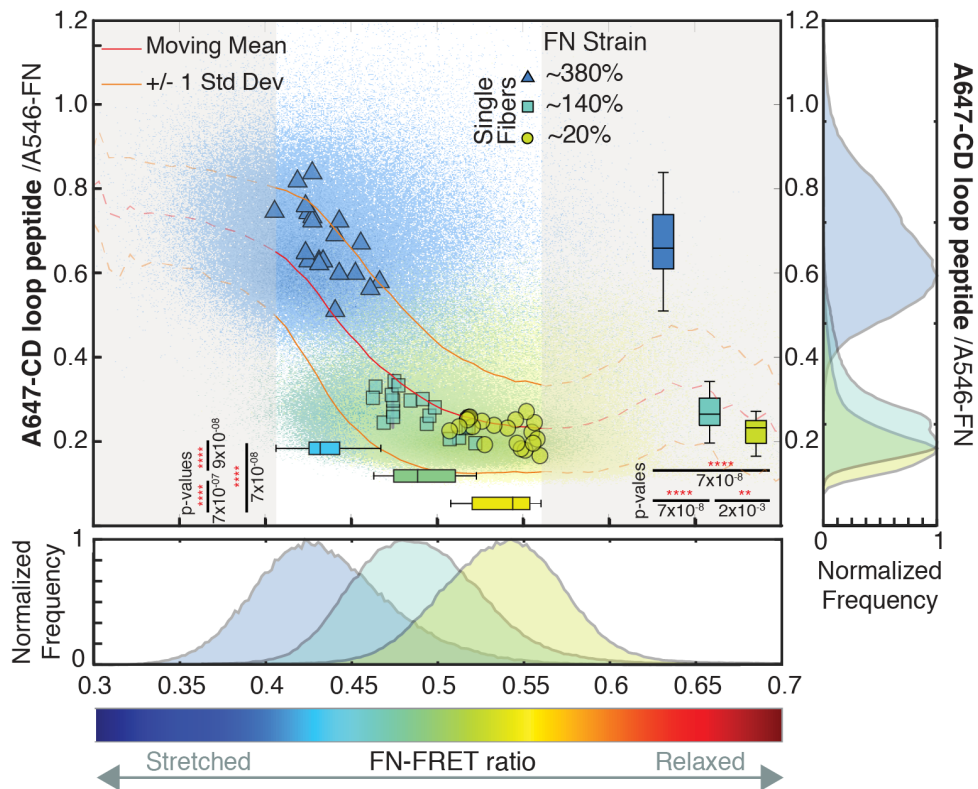 1.2
1.0
0.8
0.6
0.4
0.2
A647-CD loop peptide /A546-FN
Moving Mean
+/- 1 Std Dev
FN Strain
Single
Fibers
~380%
~140%
~20%
p-values
**** ****
7x10-07 9x10-08
****
7x10-08
p-vales
****
7x10-8
**** **
7x10-8 2x10-3
1.2
1.0
0.8
0.6
0.4
0.2
A647-CD loop peptide /A546-FN
0 1
Normalized
Frequency
Normalized
Frequency
1
0
0.3 0.35 0.4 0.45 0.5 0.55 0.6 0.65 0.7
Stretched FN-FRET ratio Relaxed